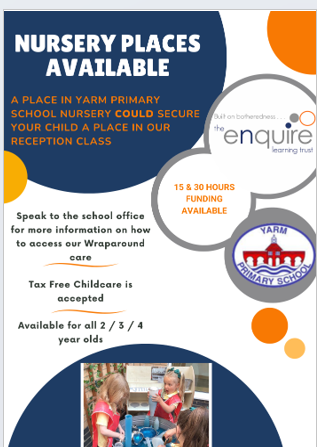 NURSERY PLACES
AVAILABLE
A PLACE IN YARM PRIMARY
SCHOOL NURSERY COULD SECURE
YOUR CHILD A PLACE IN OUR
RECEPTION CLASS
Built on botheredness...
the
enquire
learning trust
15 & 30 HOURS
FUNDING
AVAILABLE
YARM
PRIMARY SCHOOL
Speak to the school office
for more information on how
to access our Wraparound
care
Tax Free Childcare is
accepted
Available for all 2 / 3 / 4
year olds